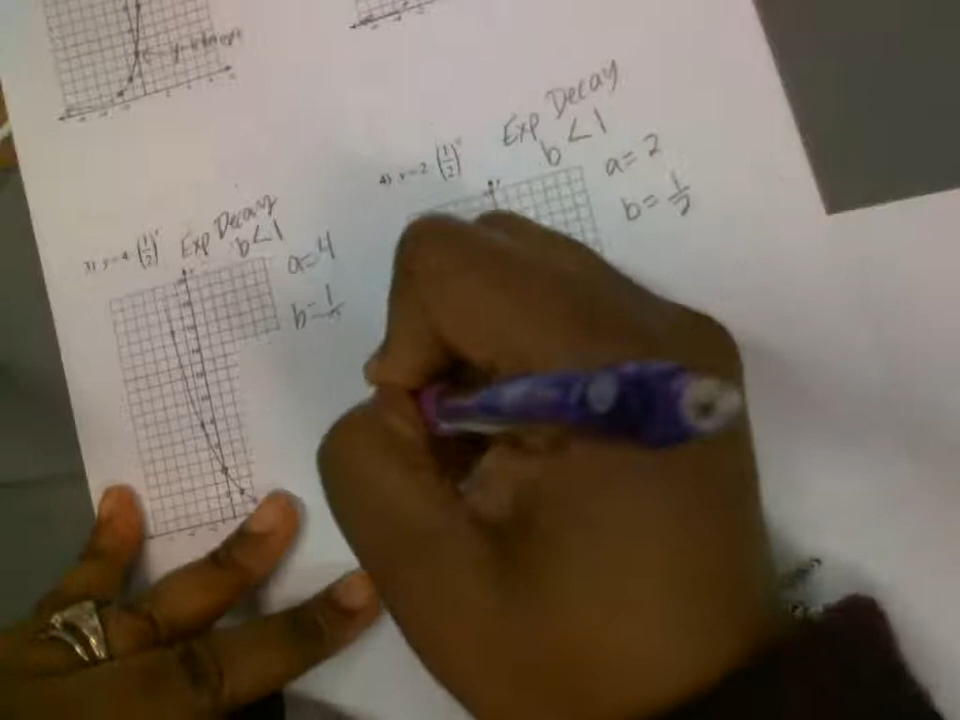 y-intercept
4) y = 2 · (1/2)^x
Exp Decay
b < 1
a = 2
b = 1/2
3) y = 4 · (1/2)^x
Exp Decay
b < 1
a = 4
b = 1